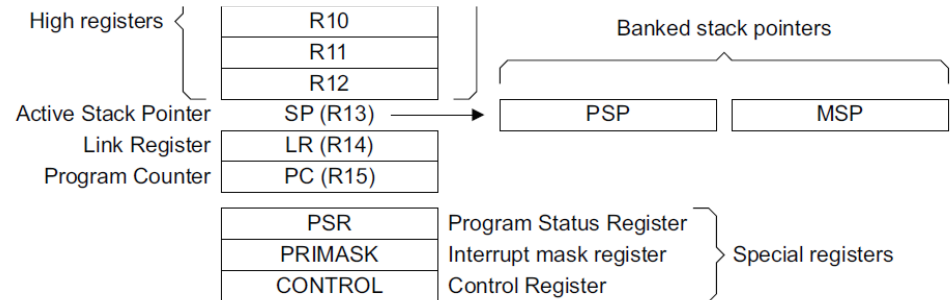 High registers
R10
R11
R12
Banked stack pointers
Active Stack Pointer SP (R13) PSP MSP
Link Register LR (R14)
Program Counter PC (R15)
PSR Program Status Register
PRIMASK Interrupt mask register Special registers
CONTROL Control Register